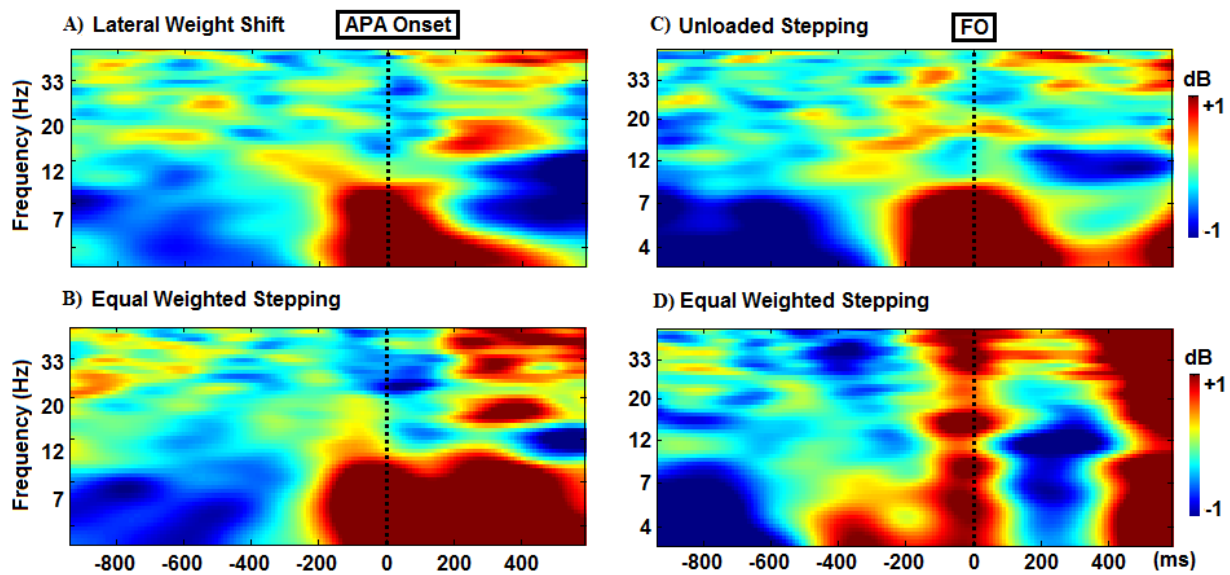 A) Lateral Weight Shift
APA Onset
C) Unloaded Stepping
FO
Frequency (Hz)
33
20
12
7
33
20
12
7
4
dB
+1
-1
B) Equal Weighted Stepping
D) Equal Weighted Stepping
Frequency (Hz)
33
20
12
7
33
20
12
7
4
dB
+1
-1
-800 -600 -400 -200 0 200 400
-800 -600 -400 -200 0 200 400 (ms)